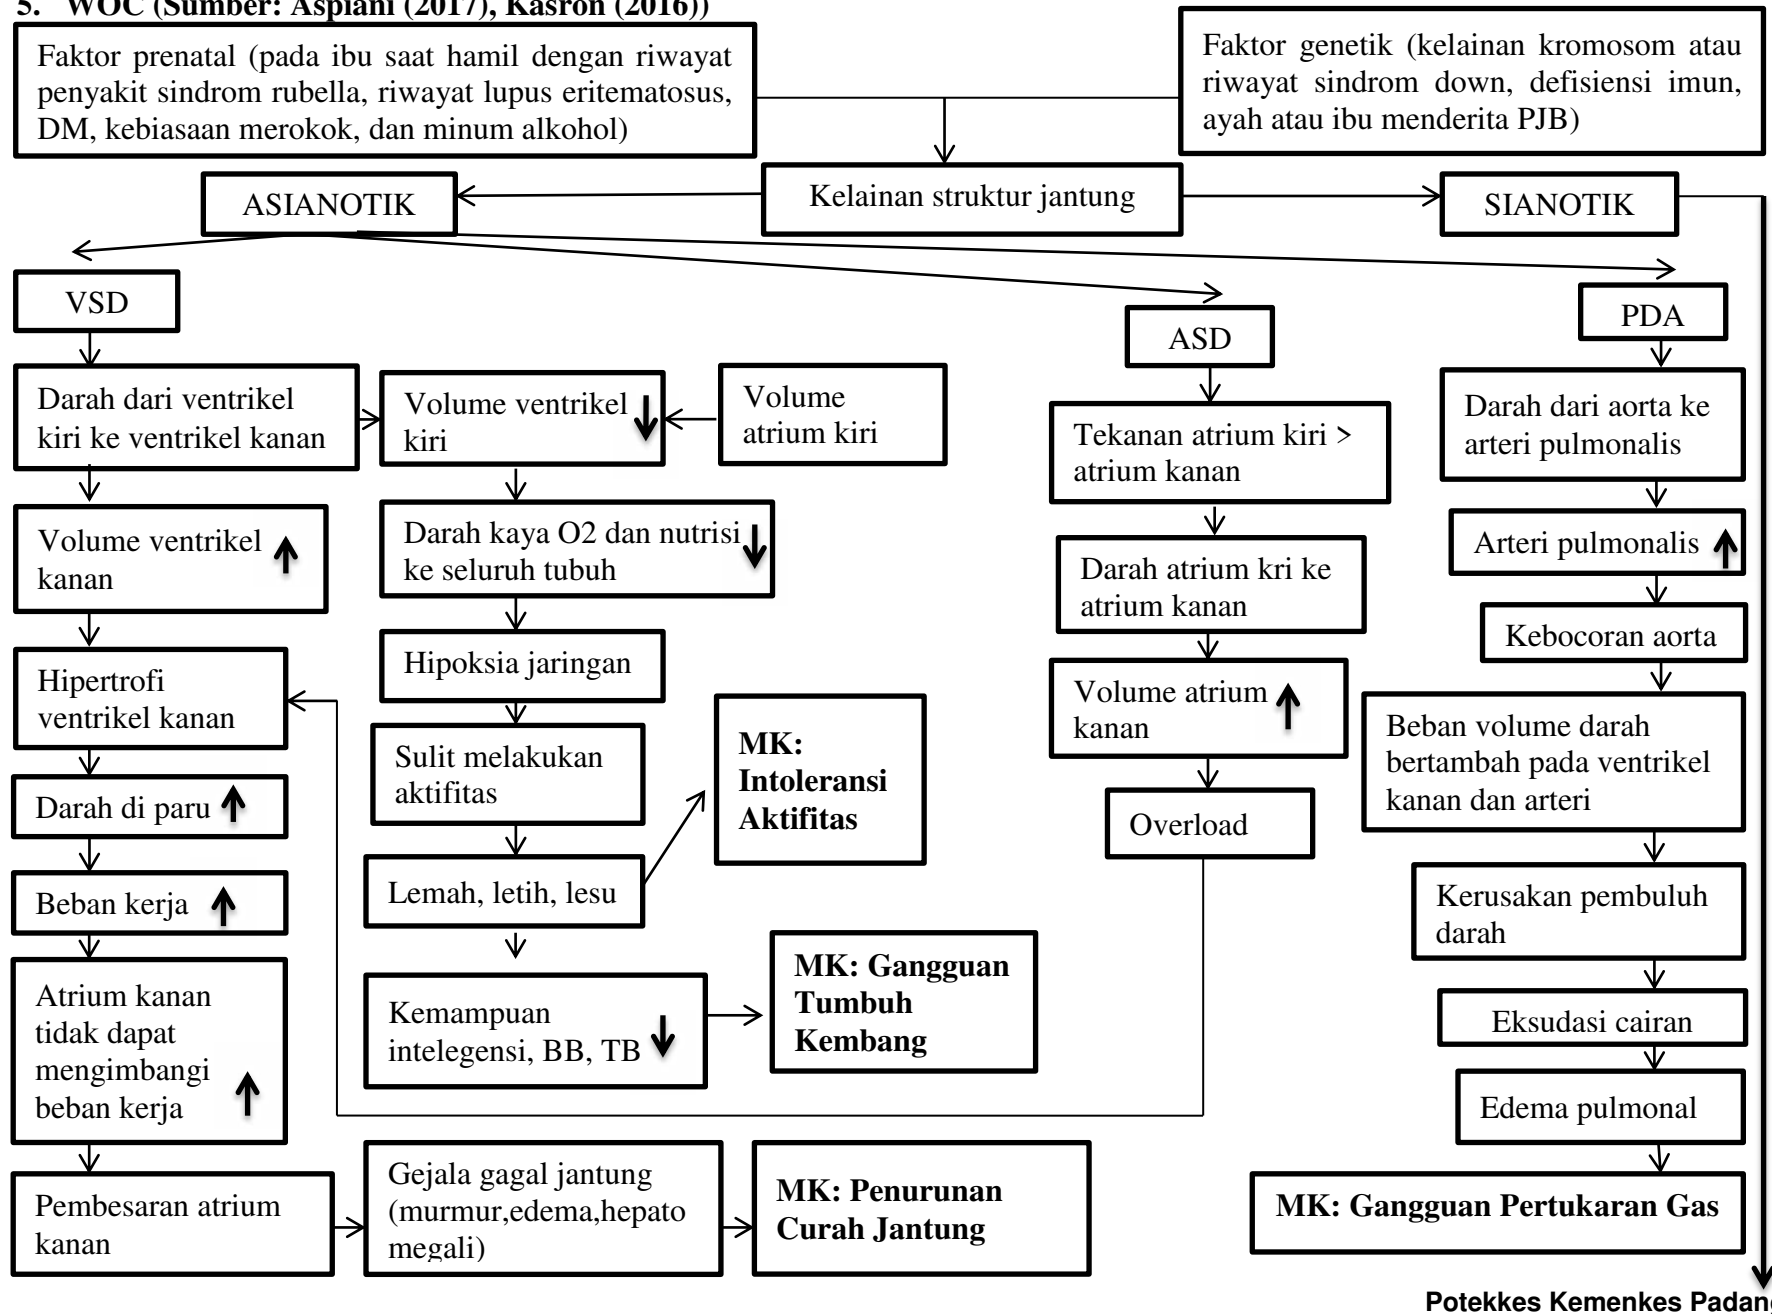 5. WOC (Sumber: Aspiani (2017), Kasron (2016))
Faktor prenatal (pada ibu saat hamil dengan riwayat
penyakit sindrom rubella, riwayat lupus eritematosus,
DM, kebiasaan merokok, dan minum alkohol)
Faktor genetik (kelainan kromosom atau
riwayat sindrom down, defisiensi imun,
ayah atau ibu menderita PJB)
Kelainan struktur jantung
ASIANOTIK
SIANOTIK
VSD
ASD
PDA
Darah dari ventrikel
kiri ke ventrikel kanan
Volume ventrikel
kanan
Hipertrofi
ventrikel kanan
Darah di paru
Beban kerja
Atrium kanan
tidak dapat
mengimbangi
beban kerja
Pembesaran atrium
kanan
Gejala gagal jantung
(murmur,edema,hepato
megali)
MK: Penurunan
Curah Jantung
Volume ventrikel
kiri
Volume
atrium kiri
Darah kaya O2 dan nutrisi
ke seluruh tubuh
Hipoksia jaringan
Sulit melakukan
aktifitas
Lemah, letih, lesu
MK:
Intoleransi
Aktifitas
Kemampuan
intelegensi, BB, TB
MK: Gangguan
Tumbuh
Kembang
Tekanan atrium kiri >
atrium kanan
Darah atrium kri ke
atrium kanan
Volume atrium
kanan
Overload
Darah dari aorta ke
arteri pulmonalis
Arteri pulmonalis
Kebocoran aorta
Beban volume darah
bertambah pada ventrikel
kanan dan arteri
Kerusakan pembuluh
darah
Eksudasi cairan
Edema pulmonal
MK: Gangguan Pertukaran Gas
Potekkes Kemenkes Padang